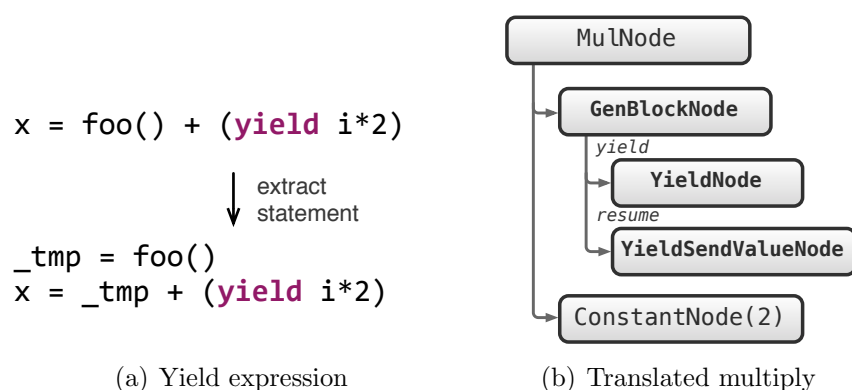 x = foo() + (yield i*2)
extract
statement
_tmp = foo()
x = _tmp + (yield i*2)
(a) Yield expression
MulNode
GenBlockNode
yield
YieldNode
resume
YieldSendValueNode
ConstantNode(2)
(b) Translated multiply